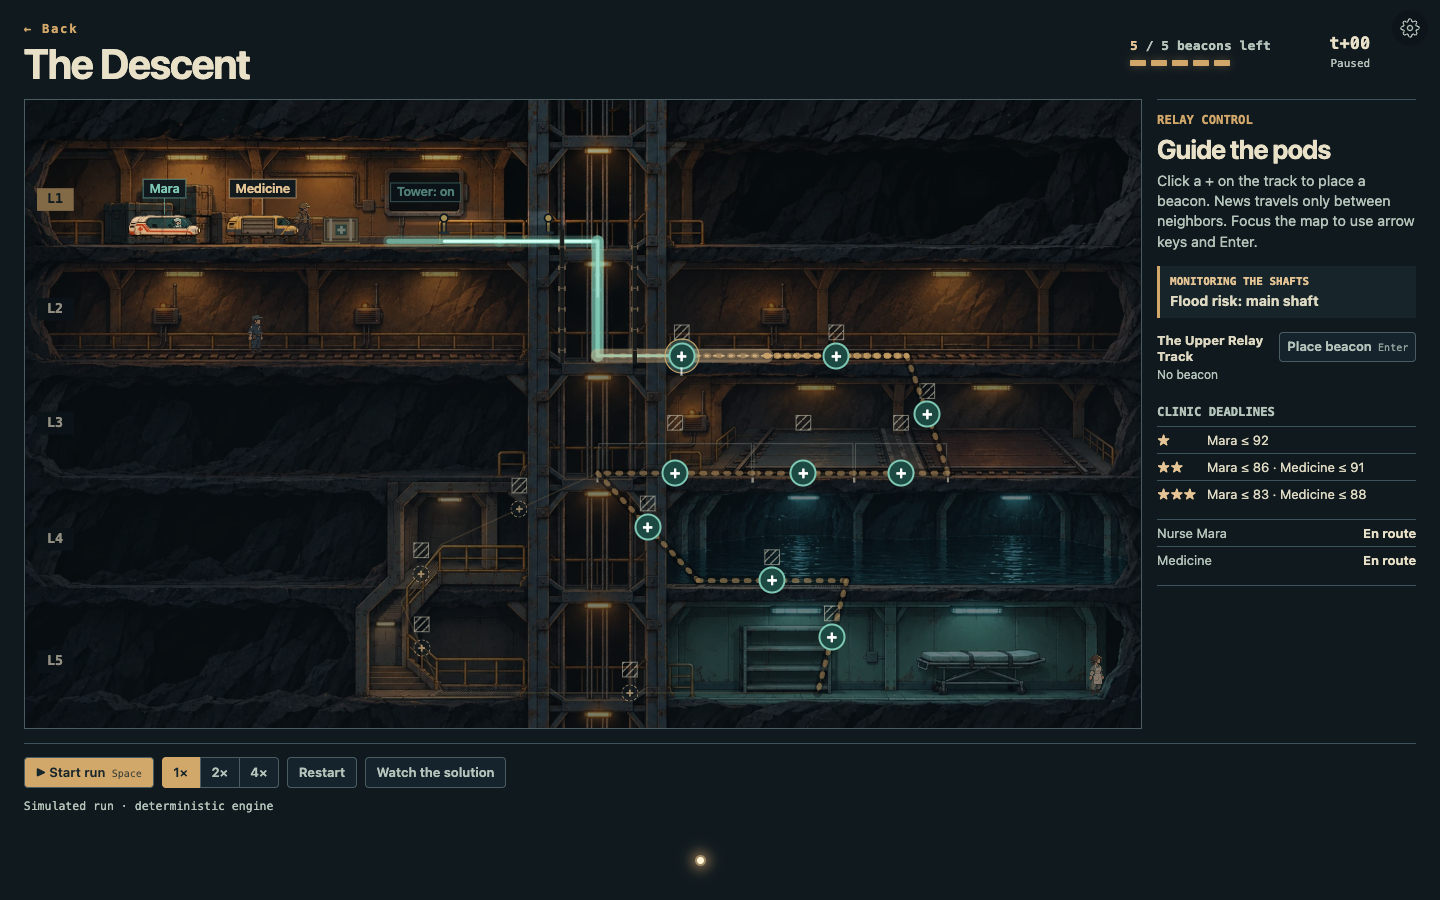 ← Back
The Descent
5 / 5 beacons left
t+00
Paused
L1
Mara
Medicine
Tower: on
L2
L3
L4
L5
RELAY CONTROL
Guide the pods
Click a + on the track to place a
beacon. News travels only between
neighbors. Focus the map to use arrow
keys and Enter.
MONITORING THE SHAFTS
Flood risk: main shaft
The Upper Relay
Track
No beacon
Place beacon Enter
CLINIC DEADLINES
★ Mara ≤ 92
★★ Mara ≤ 86 · Medicine ≤ 91
★★★ Mara ≤ 83 · Medicine ≤ 88
Nurse Mara En route
Medicine En route
▶ Start run Space
1×
2×
4×
Restart
Watch the solution
Simulated run · deterministic engine